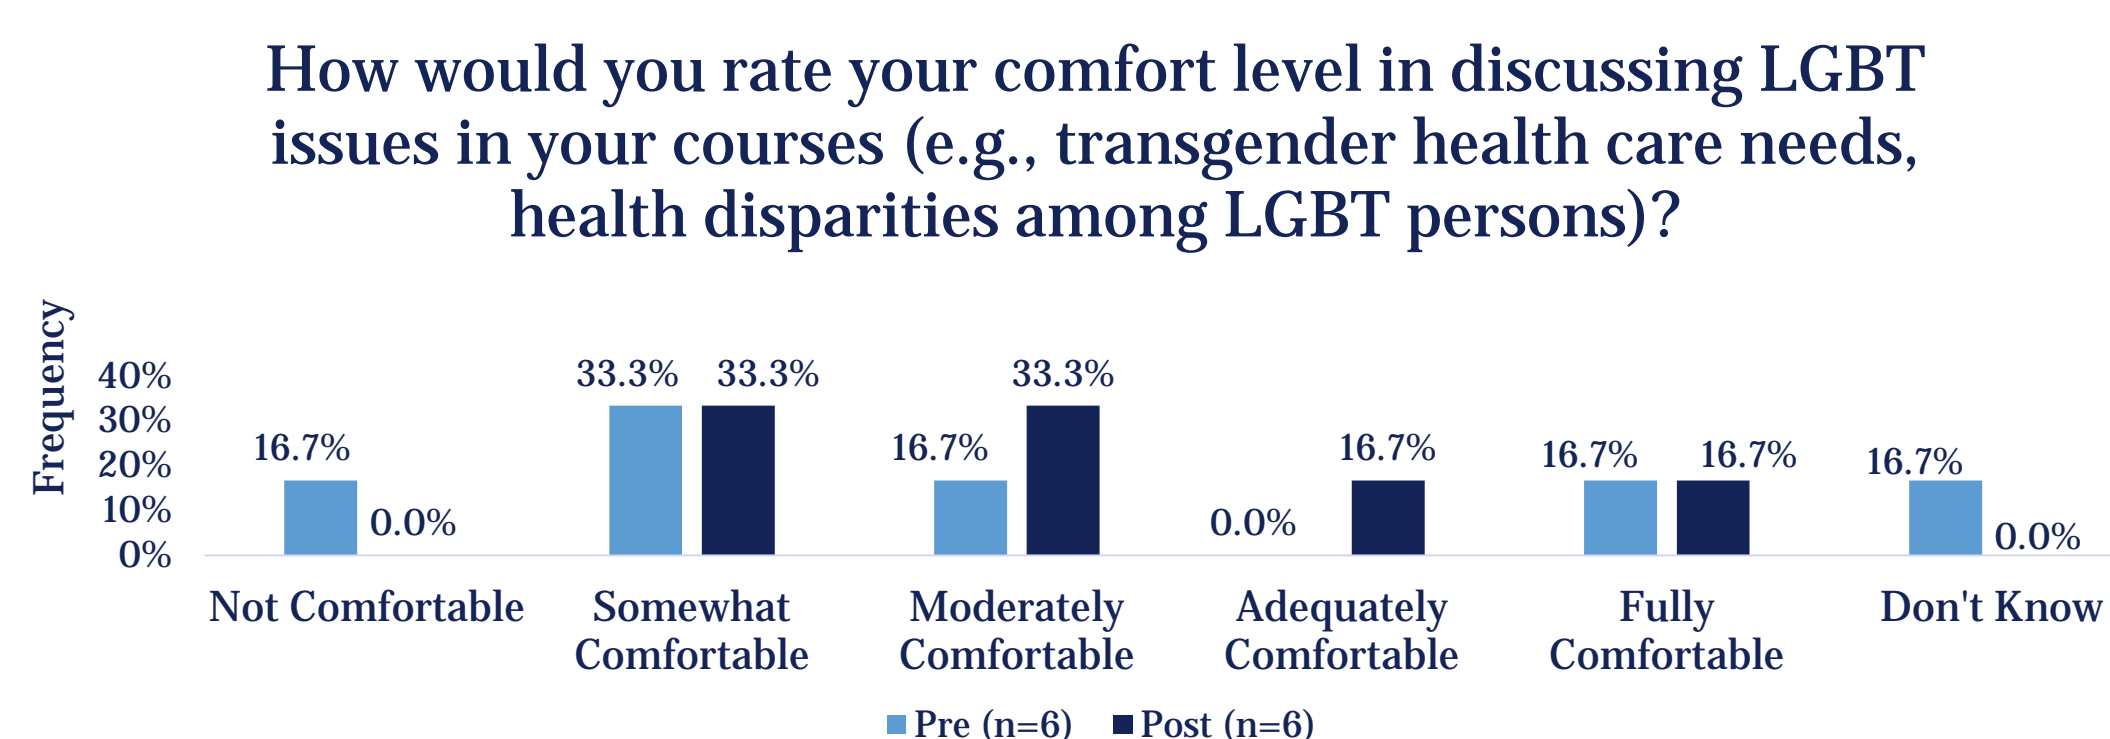 How would you rate your comfort level in discussing LGBT
issues in your courses (e.g., transgender health care needs,
health disparities among LGBT persons)?
Frequency
40%
30%
20%
10%
0%
16.7%
0.0%
33.3%
33.3%
16.7%
33.3%
0.0%
16.7%
16.7%
16.7%
16.7%
0.0%
Not Comfortable
Somewhat
Comfortable
Moderately
Comfortable
Adequately
Comfortable
Fully
Comfortable
Don't Know
Pre (n=6)
Post (n=6)